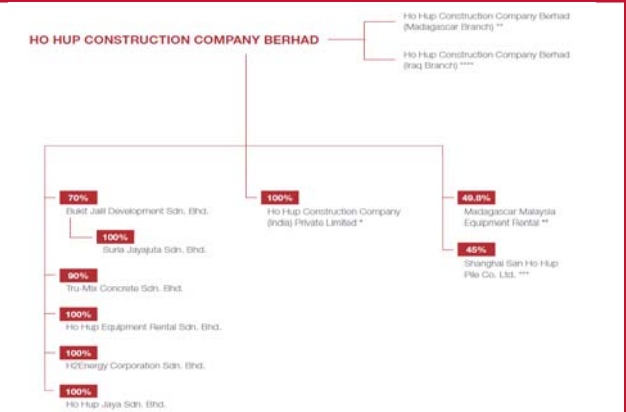 Ho Hup Construction Company Berhad
(Madagascar Branch) **
HO HUP CONSTRUCTION COMPANY BERHAD
Ho Hup Construction Company Berhad
(Iraq Branch) ****
70%
Bukit Jalil Development Sdn. Bhd.
100%
Suria Jayajuta Sdn. Bhd.
90%
Tru-Mix Concrete Sdn. Bhd.
100%
Ho Hup Equipment Rental Sdn. Bhd.
100%
H2Energy Corporation Sdn. Bhd.
100%
Ho Hup Jaya Sdn. Bhd.
100%
Ho Hup Construction Company
(India) Private Limited *
49.8%
Madagascar Malaysia
Equipment Rental **
45%
Shanghai San Ho Hup
Pile Co. Ltd. ***